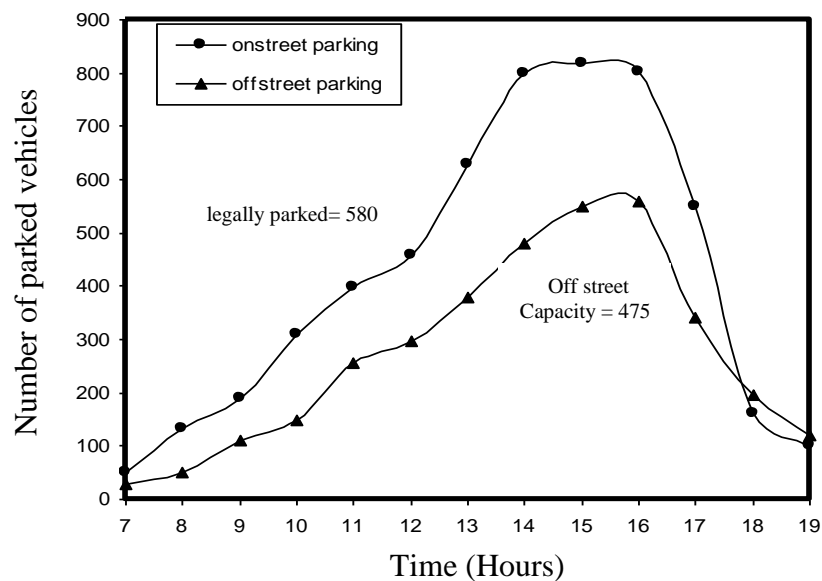 900
800
700
600
500
400
300
200
100
0
Number of parked vehicles
onstreet parking
offstreet parking
legally parked= 580
Off street
Capacity = 475
7 8 9 10 11 12 13 14 15 16 17 18 19
Time (Hours)